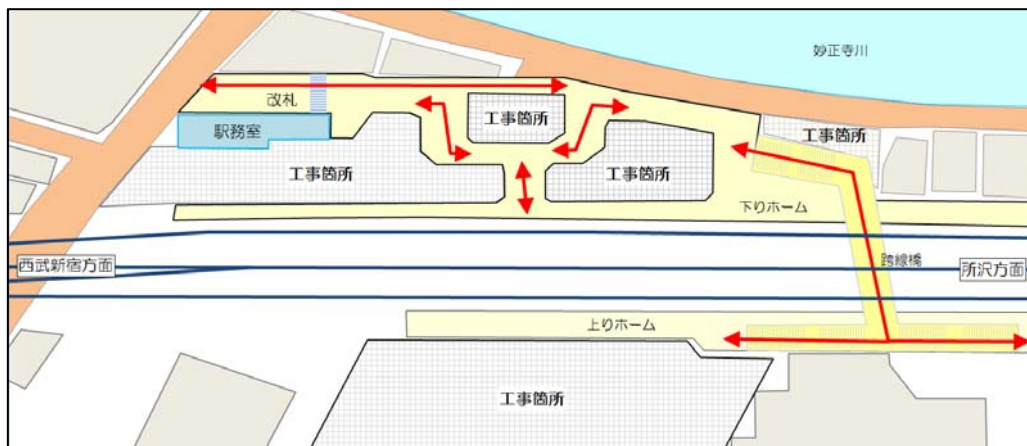 妙正寺川
改札
工事箇所
駅務室
工事箇所
工事箇所
工事箇所
下りホーム
西武新宿方面
跨線橋
所沢方面
上りホーム
工事箇所